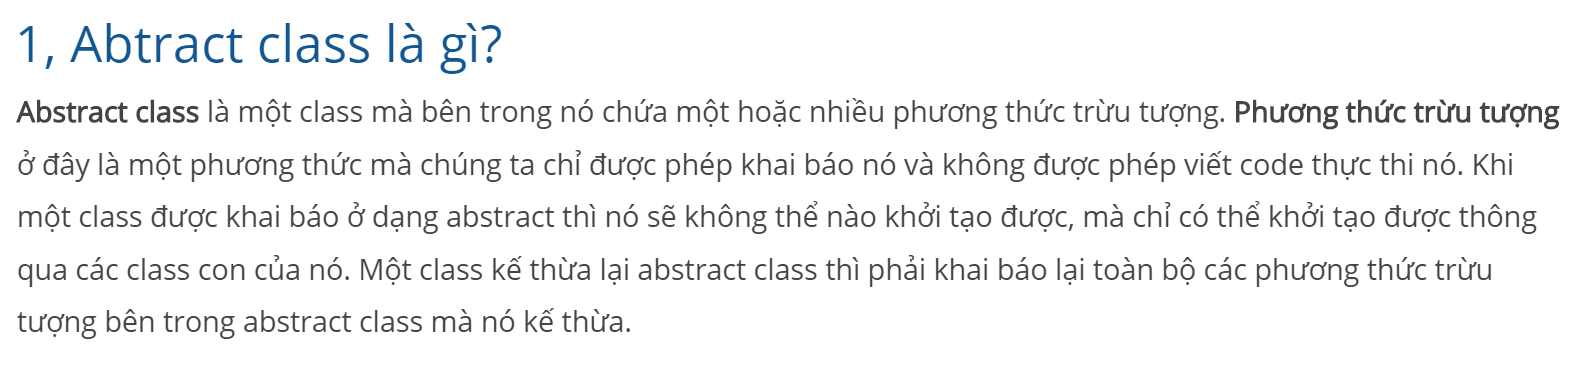 1, Abtract class là gì?
Abstract class là một class mà bên trong nó chứa một hoặc nhiều phương thức trừu tượng. Phương thức trừu tượng
ở đây là một phương thức mà chúng ta chỉ được phép khai báo nó và không được phép viết code thực thi nó. Khi
một class được khai báo ở dạng abstract thì nó sẽ không thể nào khởi tạo được, mà chỉ có thể khởi tạo được thông
qua các class con của nó. Một class kế thừa lại abstract class thì phải khai báo lại toàn bộ các phương thức trừu
tượng bên trong abstract class mà nó kế thừa.